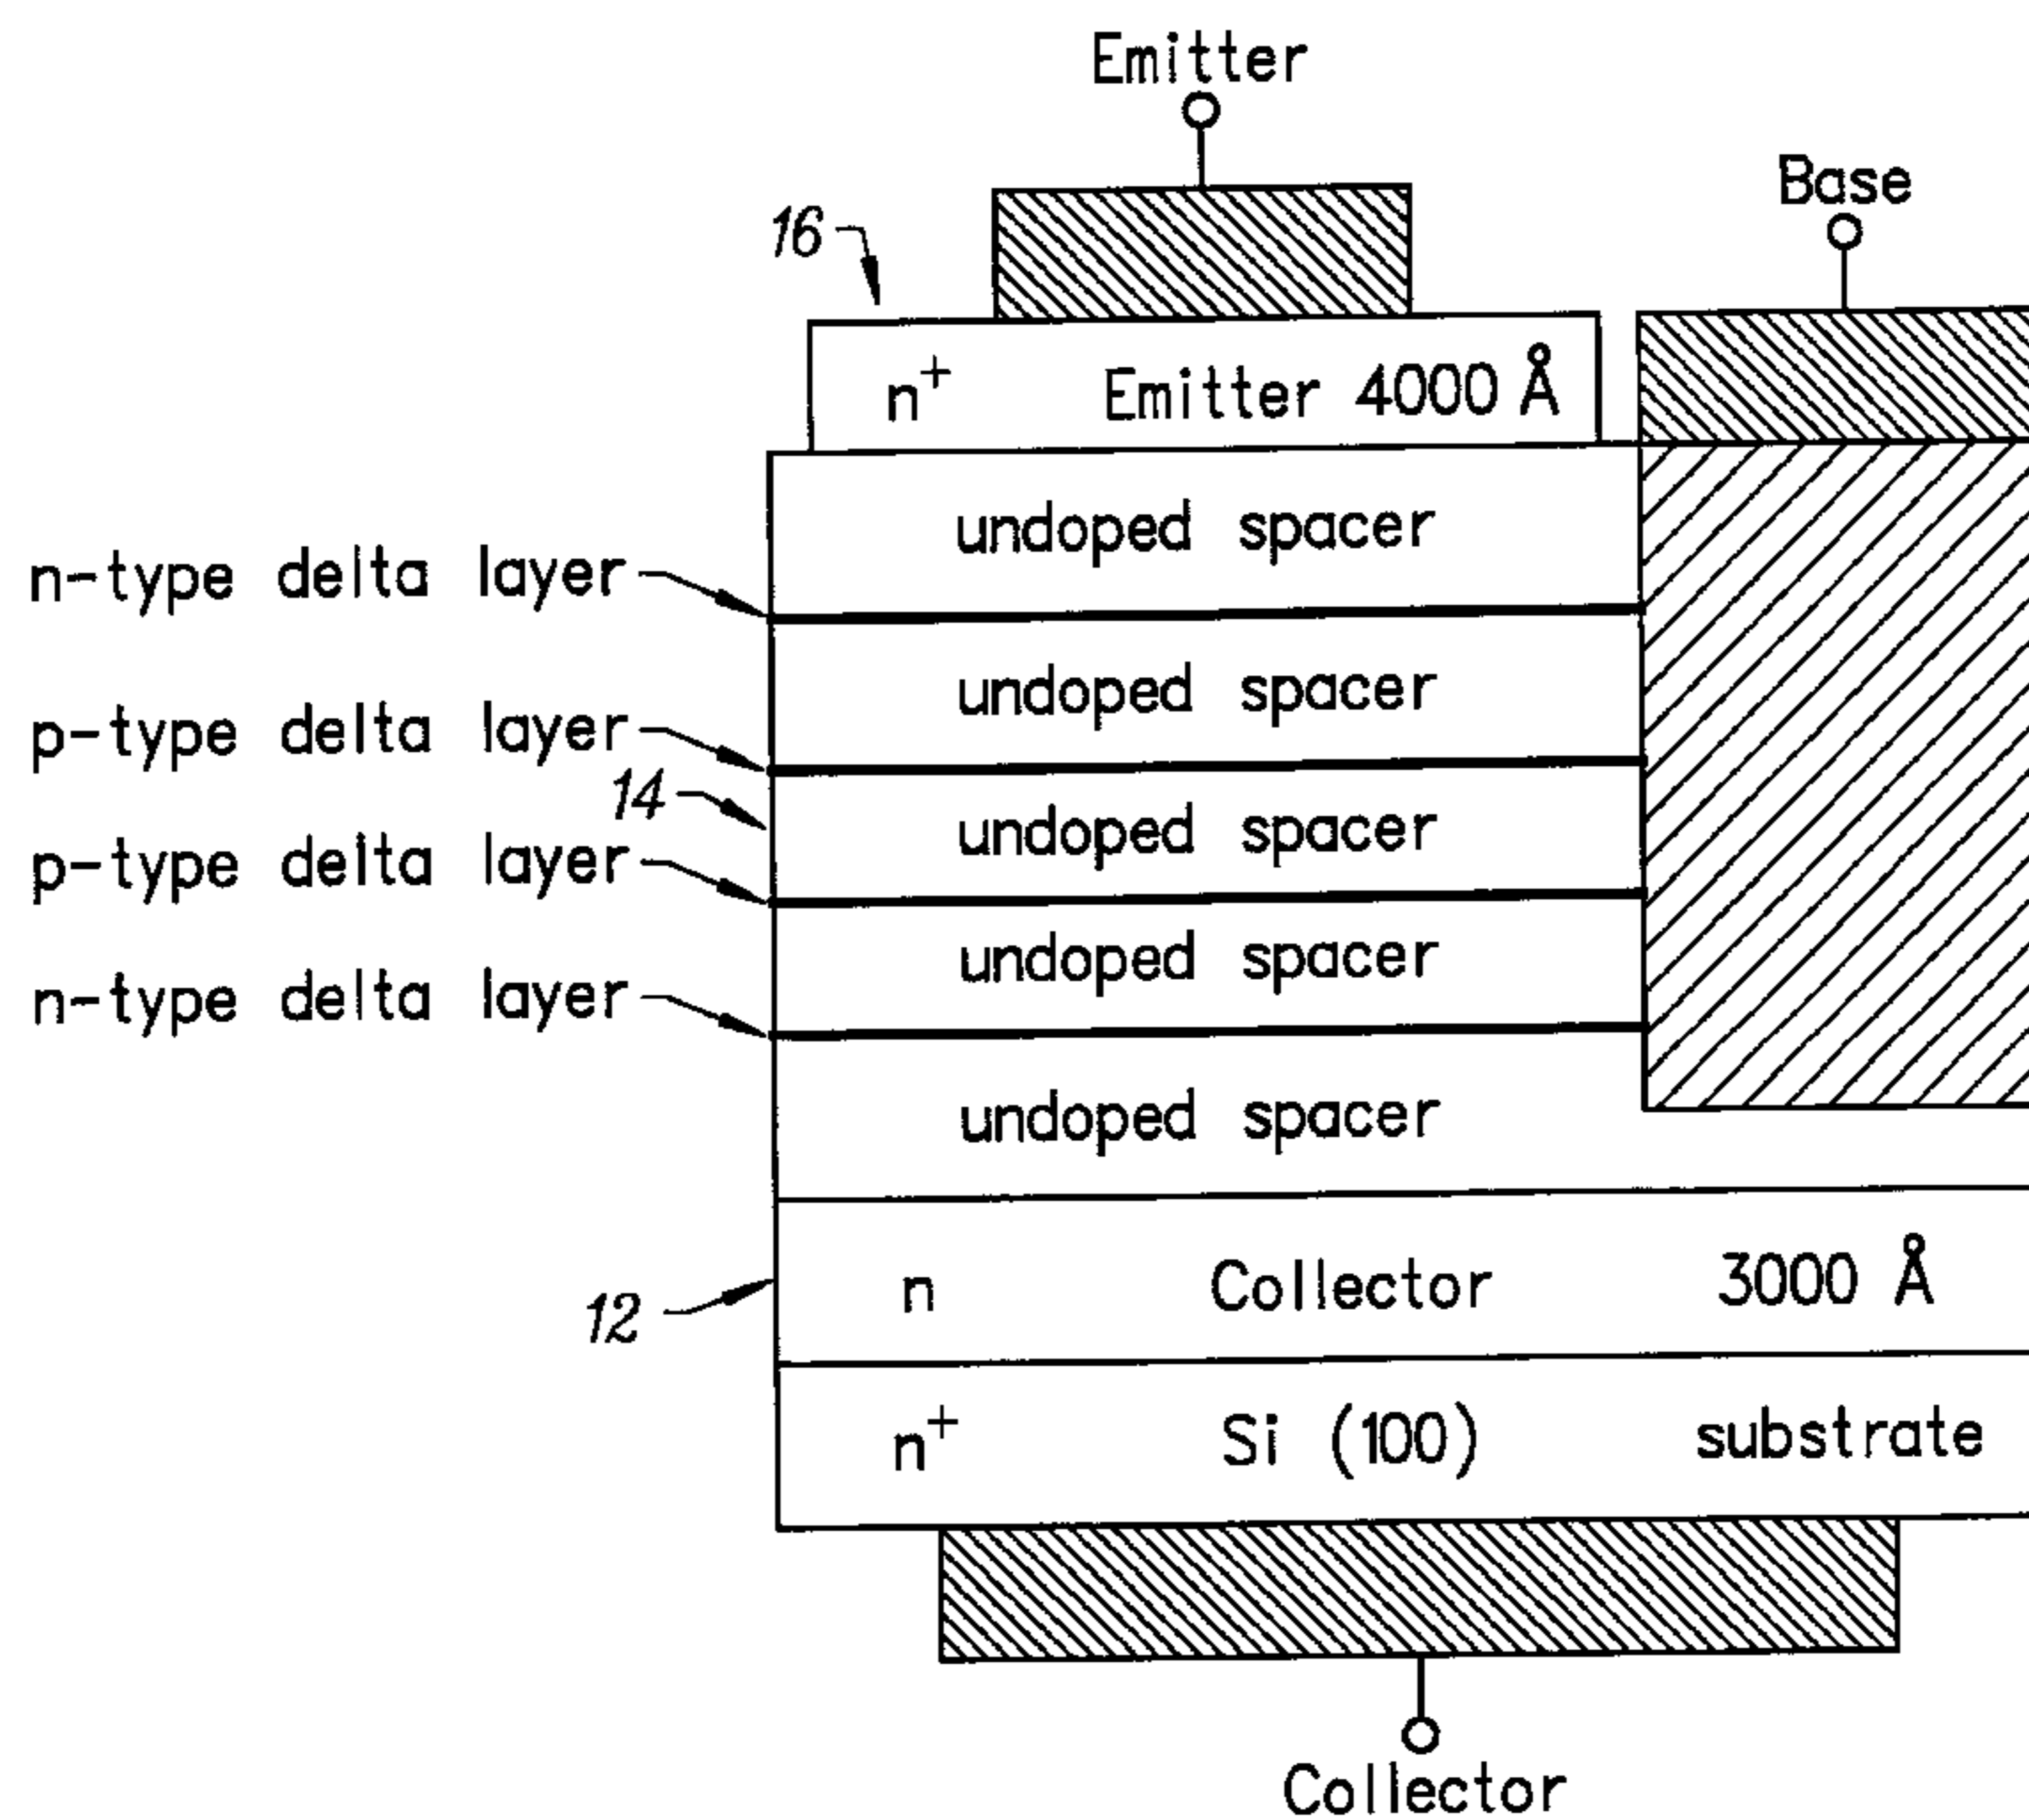 Emitter
Base
16
n+ Emitter 4000 Å
undoped spacer
n-type delta layer
undoped spacer
p-type delta layer
14
undoped spacer
p-type delta layer
undoped spacer
n-type delta layer
undoped spacer
12
n Collector 3000 Å
n+ Si (100) substrate
Collector